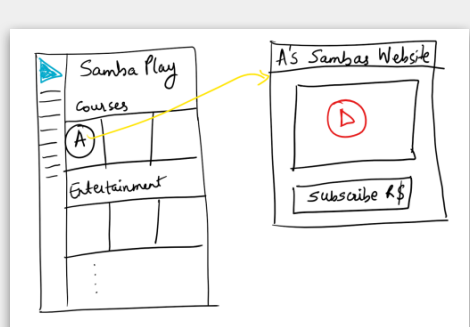 Samba Play
Courses
A
Entertainment
A's Sambas Website
Subscribe R$